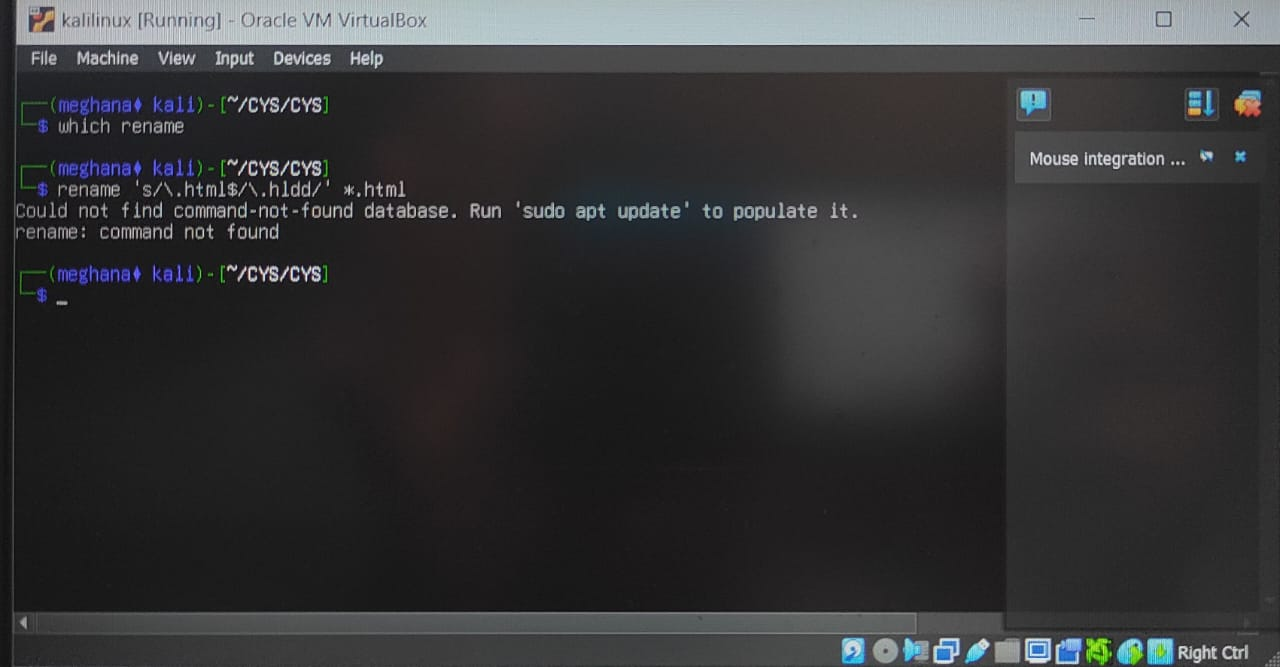 kalilinux [Running] - Oracle VM VirtualBox
File Machine View Input Devices Help
(meghana♦ kali)-[~/CYS/CYS]
$ which rename
(meghana♦ kali)-[~/CYS/CYS]
$ rename 's/\.html$/\.hldd/' *.html
Could not find command-not-found database. Run 'sudo apt update' to populate it.
rename: command not found
(meghana♦ kali)-[~/CYS/CYS]
$ _
Mouse integration ...
Right Ctrl